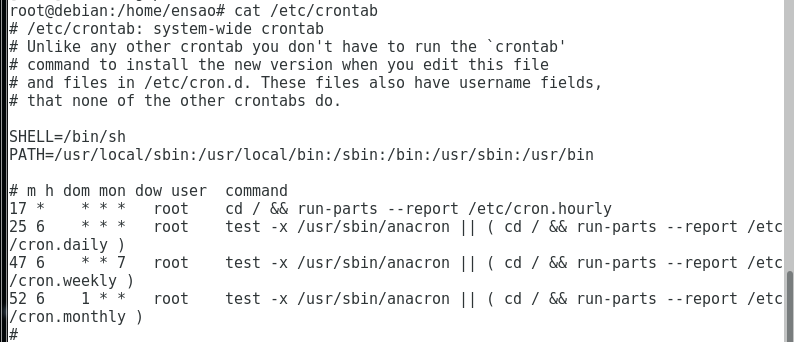 root@debian:/home/ensao# cat /etc/crontab
# /etc/crontab: system-wide crontab
# Unlike any other crontab you don't have to run the `crontab'
# command to install the new version when you edit this file
# and files in /etc/cron.d. These files also have username fields,
# that none of the other crontabs do.

SHELL=/bin/sh
PATH=/usr/local/sbin:/usr/local/bin:/sbin:/bin:/usr/sbin:/usr/bin

# m h dom mon dow user  command
17 *    * * *   root    cd / && run-parts --report /etc/cron.hourly
25 6    * * *   root    test -x /usr/sbin/anacron || ( cd / && run-parts --report /etc
/cron.daily )
47 6    * * 7   root    test -x /usr/sbin/anacron || ( cd / && run-parts --report /etc
/cron.weekly )
52 6    1 * *   root    test -x /usr/sbin/anacron || ( cd / && run-parts --report /etc
/cron.monthly )
#